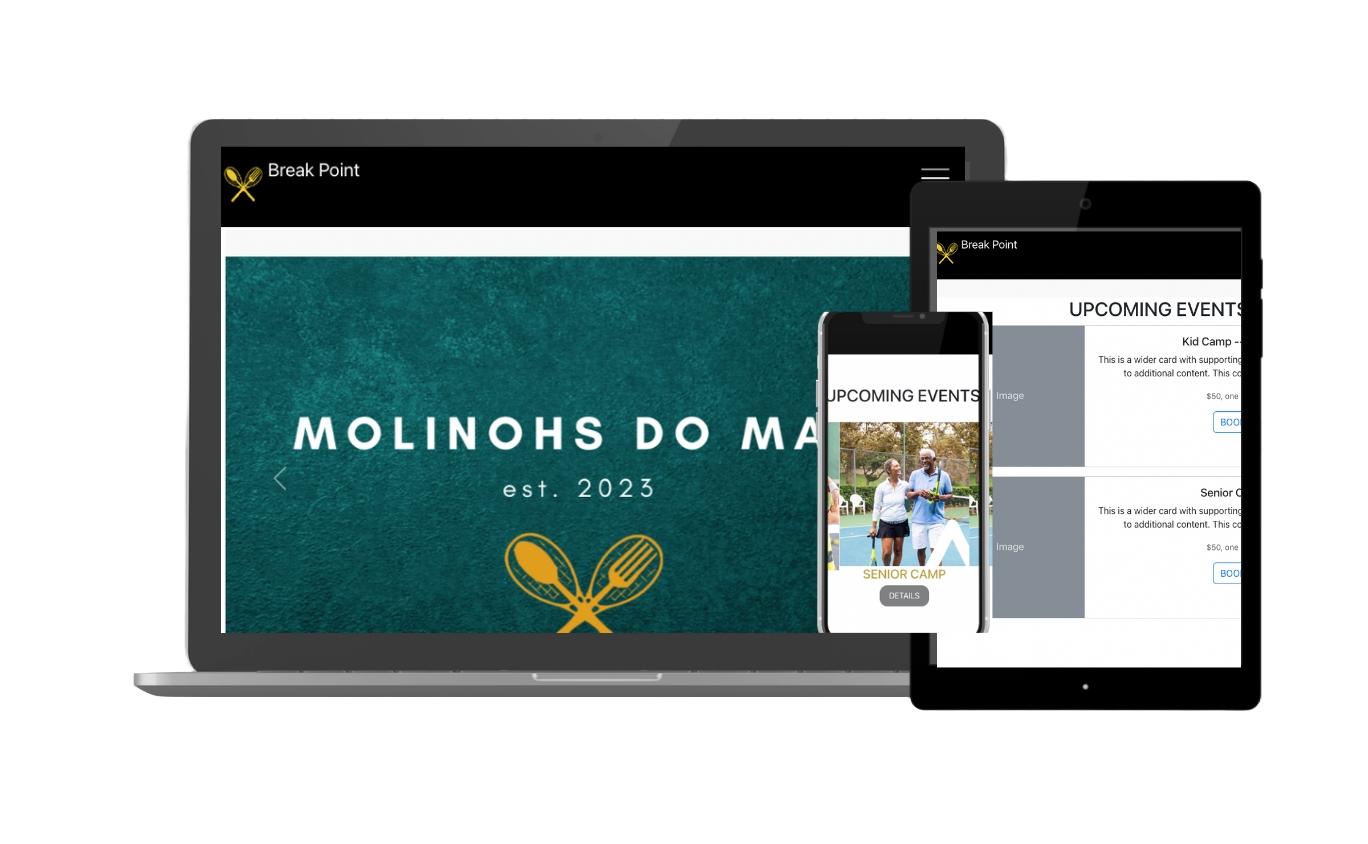 Break Point
MOLINOHS DO MA
est. 2023
UPCOMING EVENTS
SENIOR CAMP
DETAILS
Break Point
UPCOMING EVENTS
Image
Kid Camp --
This is a wider card with supporting
to additional content. This co
$50, one
BOO
Image
Senior C
This is a wider card with supporting
to additional content. This co
$50, one
BOO